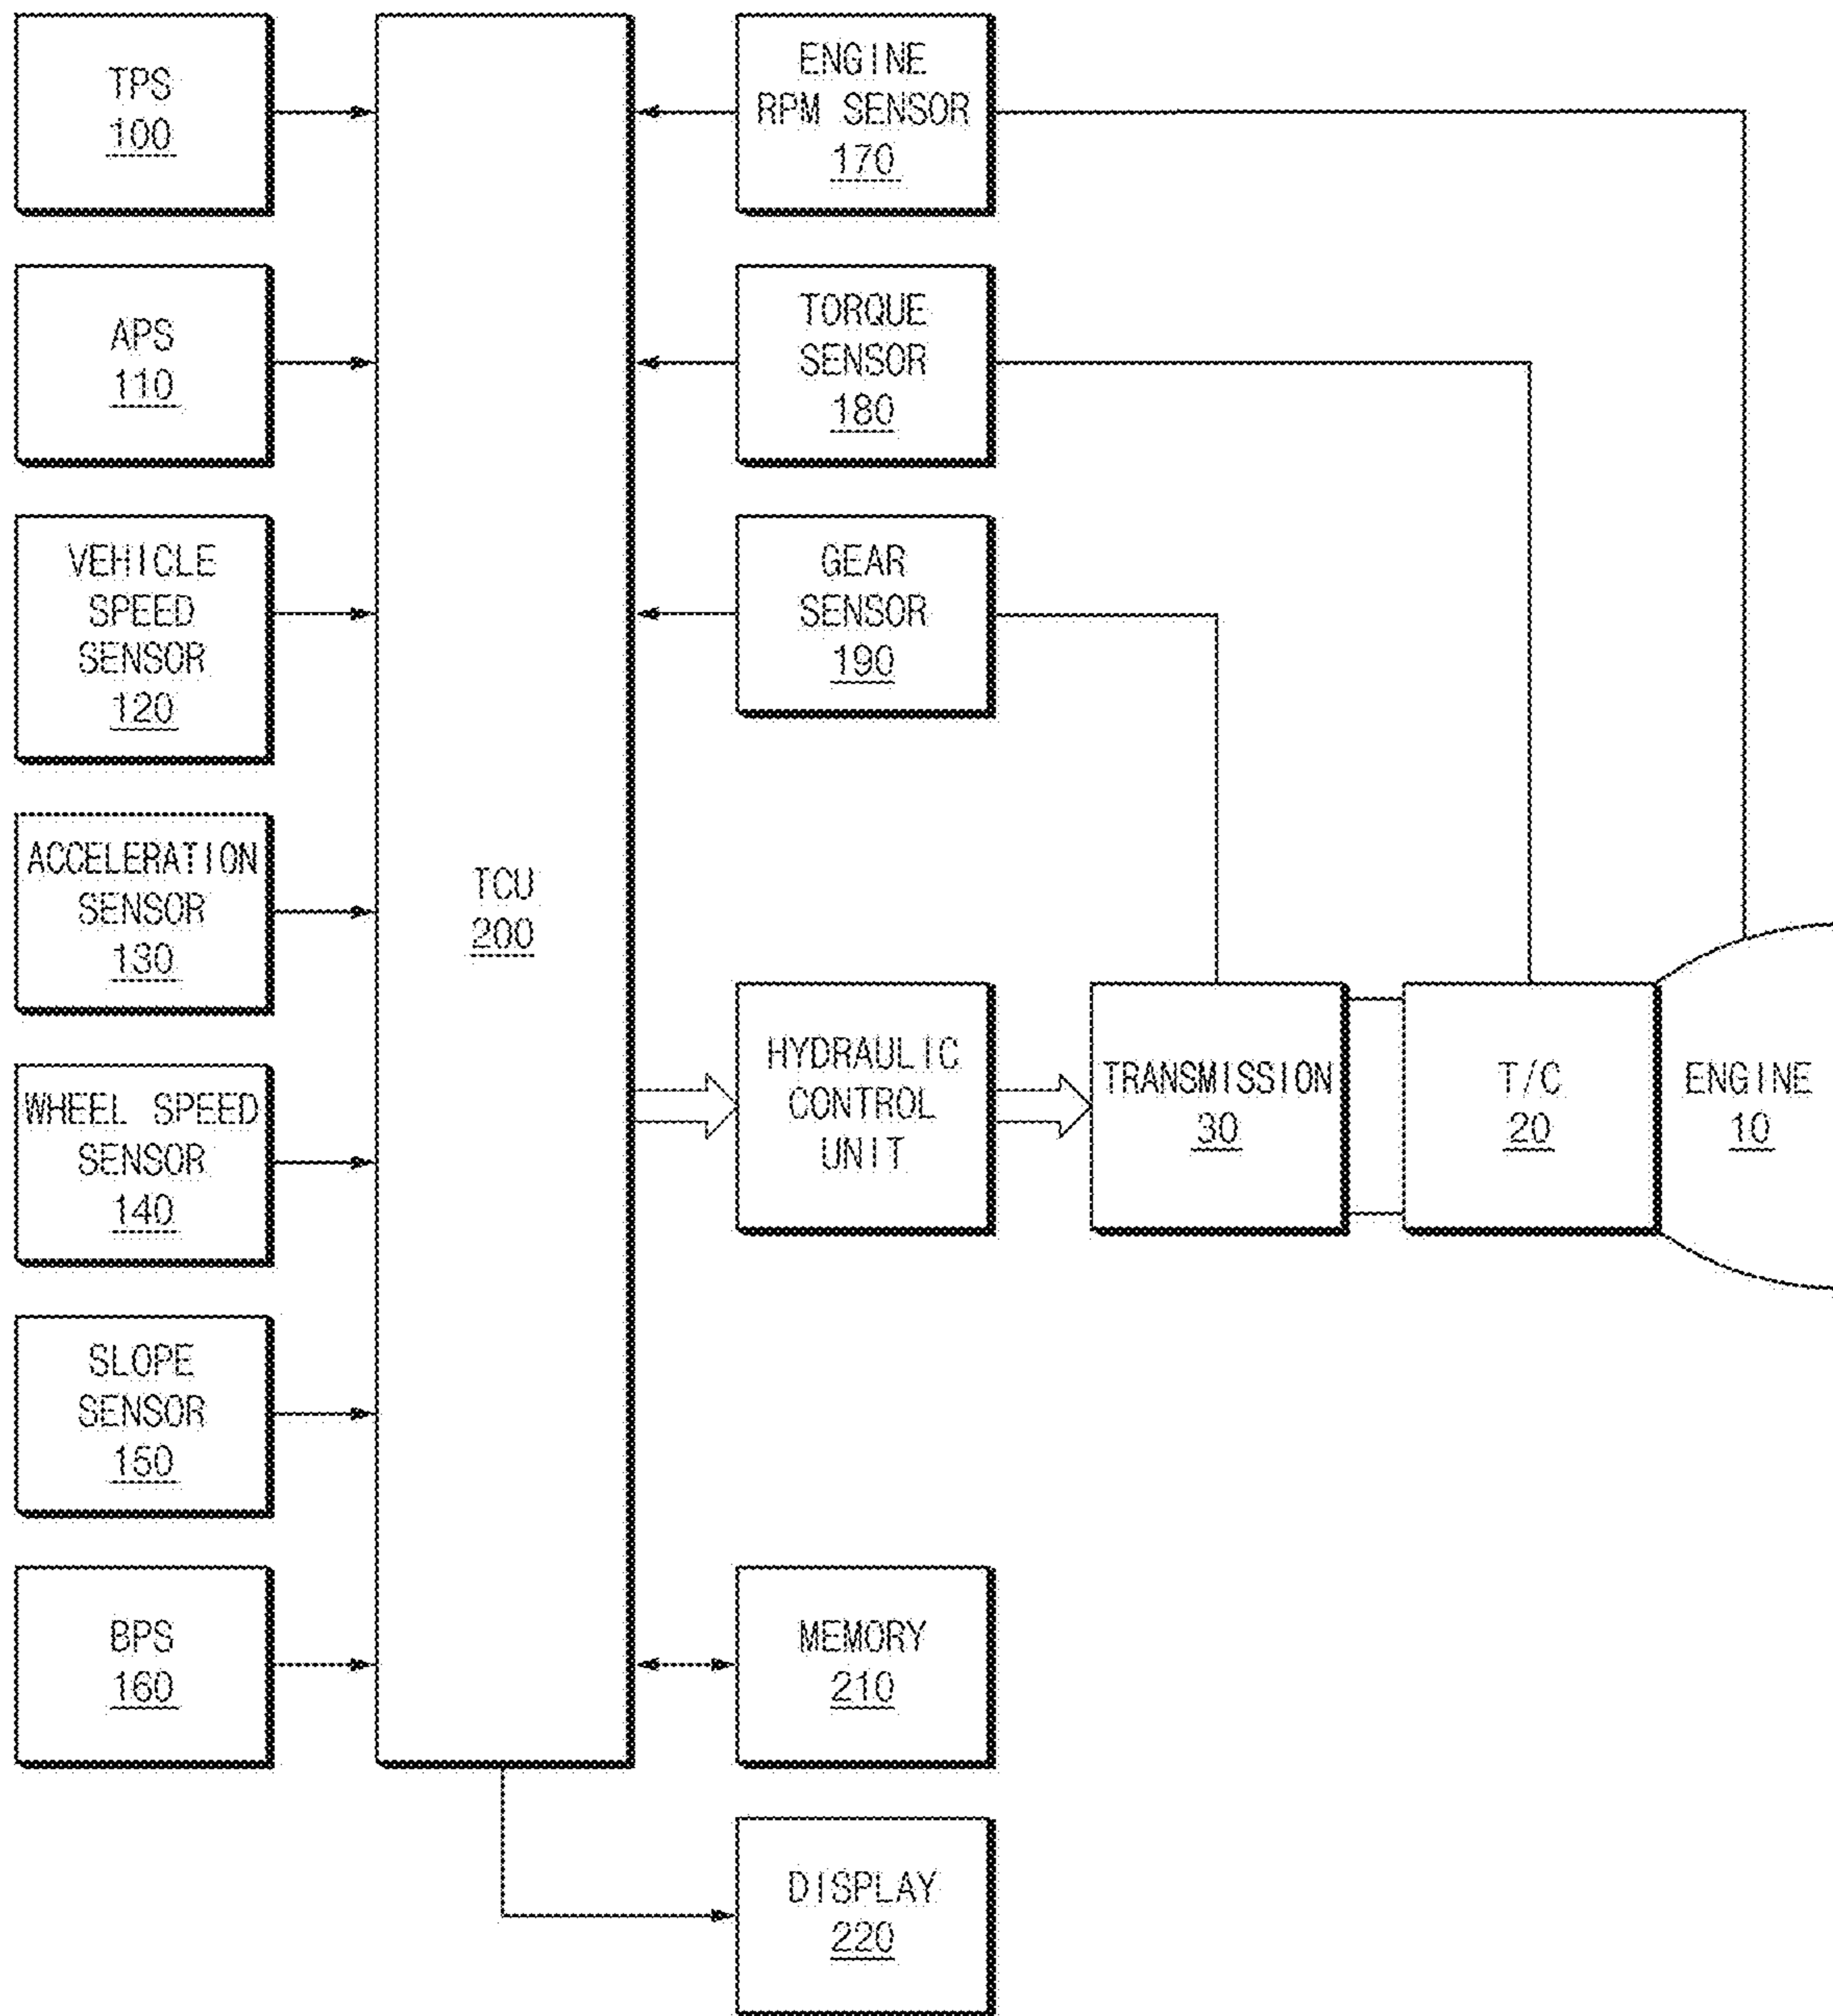 TPS
100
APS
110
VEHICLE
SPEED
SENSOR
120
ACCELERATION
SENSOR
130
WHEEL SPEED
SENSOR
140
SLOPE
SENSOR
150
BPS
160
TCU
200
ENGINE
RPM SENSOR
170
TORQUE
SENSOR
180
GEAR
SENSOR
190
HYDRAULIC
CONTROL
UNIT
TRANSMISSION
30
T/C
20
ENGINE
10
MEMORY
210
DISPLAY
220